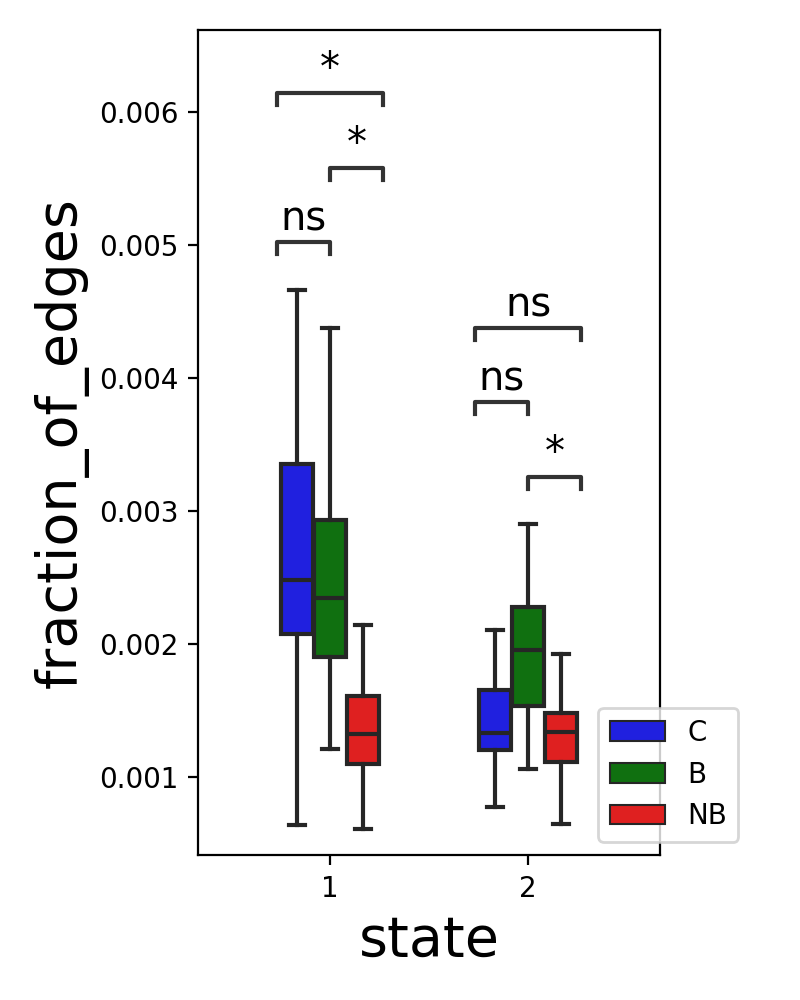 *
0.006
*
ns
0.005
ns
0.004
ns
*
0.003
0.002
0.001
fraction_of_edges
C
B
NB
1
2
state